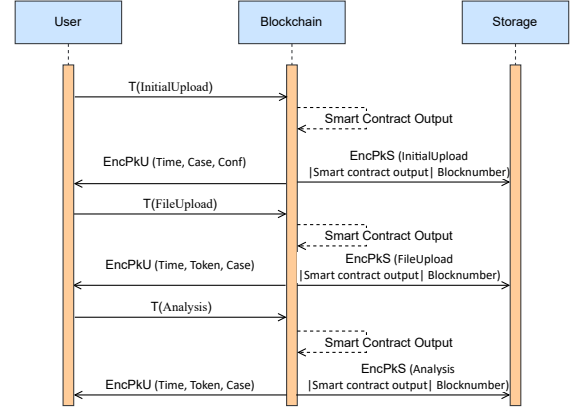 User
Blockchain
Storage
T(InitialUpload)
Smart Contract Output
EncPkU (Time, Case, Conf)
EncPkS (InitialUpload
|Smart contract output| Blocknumber)
T(FileUpload)
Smart Contract Output
EncPkU (Time, Token, Case)
EncPkS (FileUpload
|Smart contract output| Blocknumber)
T(Analysis)
Smart Contract Output
EncPkU (Time, Token, Case)
EncPkS (Analysis
|Smart contract output| Blocknumber)